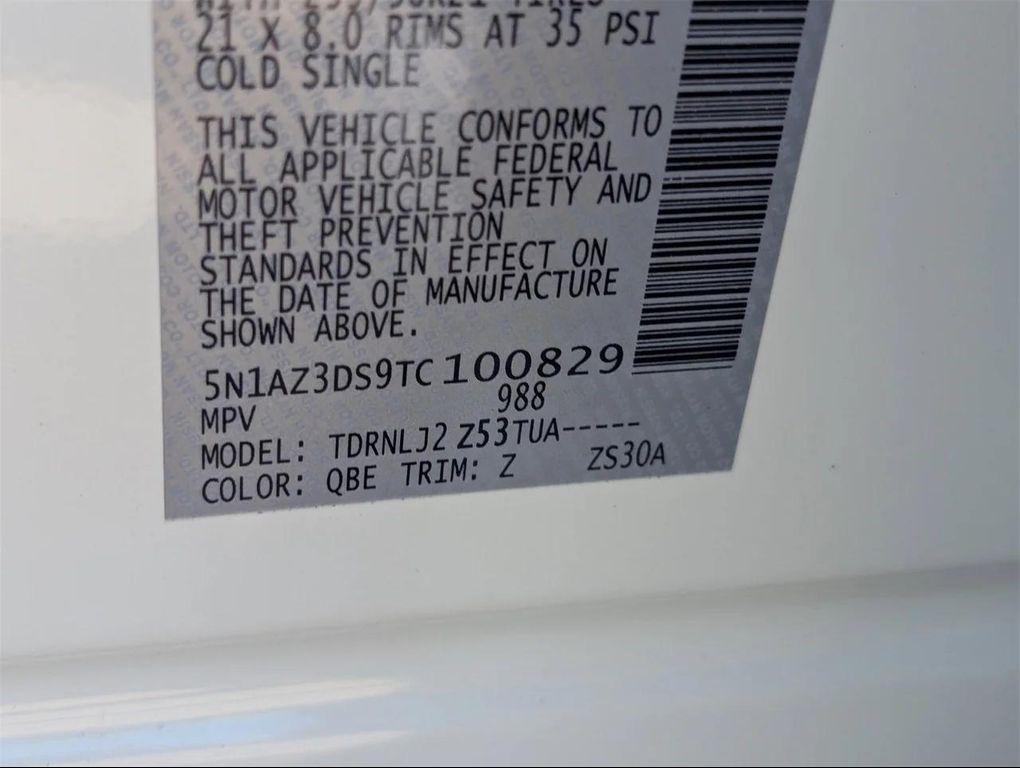 21 X 8.0 RIMS AT 35 PSI
COLD SINGLE
THIS VEHICLE CONFORMS TO
ALL APPLICABLE FEDERAL
MOTOR VEHICLE SAFETY AND
THEFT PREVENTION
STANDARDS IN EFFECT ON
THE DATE OF MANUFACTURE
SHOWN ABOVE.
5N1AZ3DS9TC100829
MPV 988
MODEL: TDRNLJ2 Z53TUA-----
COLOR: QBE TRIM: Z ZS30A